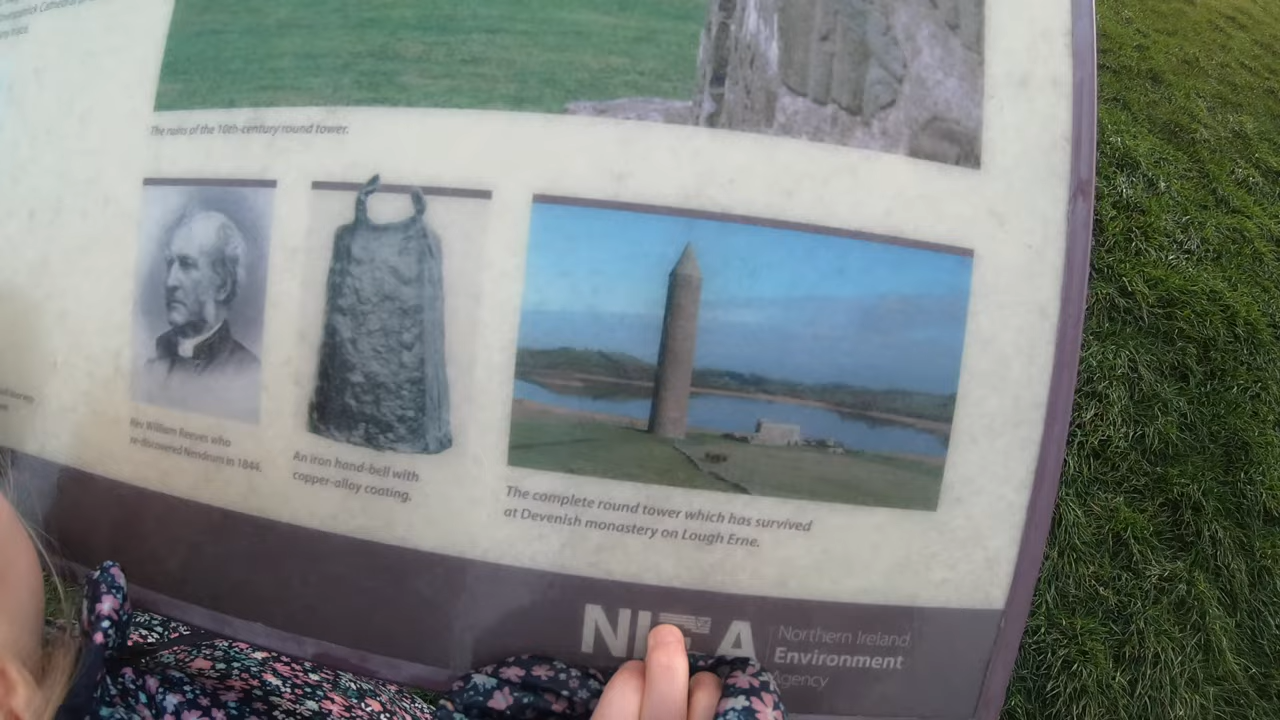 Cathedral
The ruins of the 10th-century round tower.
Rev William Reeves who
re-discovered Nendrum in 1844.
An iron hand-bell with
copper-alloy coating.
The complete round tower which has survived
at Devenish monastery on Lough Erne.
NIEA
Northern Ireland
Environment
Agency